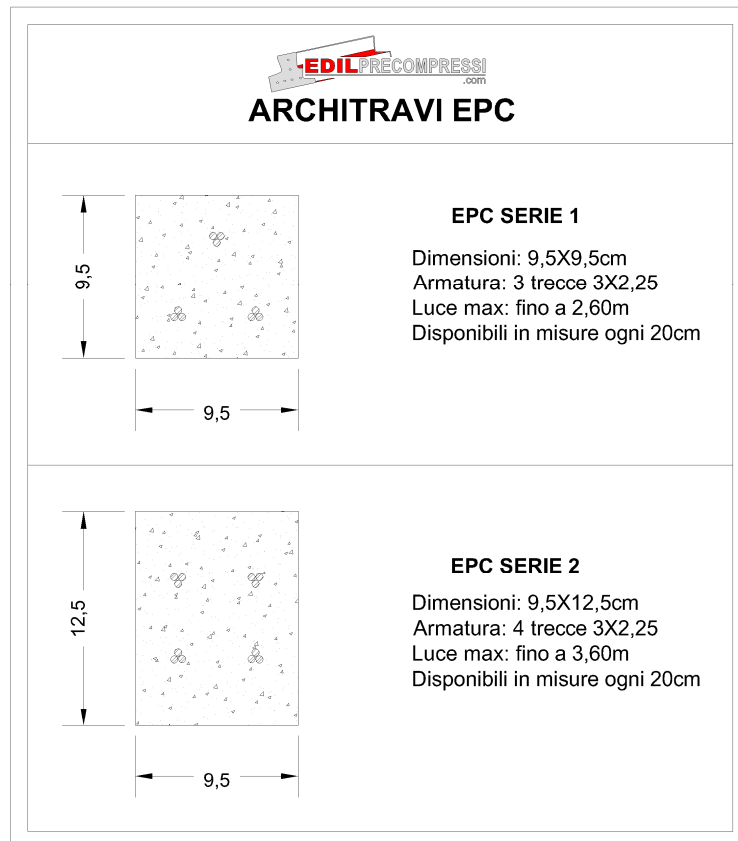 EDILPRECOMPRESSI
.com
ARCHITRAVI EPC
9,5
9,5
EPC SERIE 1
Dimensioni: 9,5X9,5cm
Armatura: 3 trecce 3X2,25
Luce max: fino a 2,60m
Disponibili in misure ogni 20cm
12,5
9,5
EPC SERIE 2
Dimensioni: 9,5X12,5cm
Armatura: 4 trecce 3X2,25
Luce max: fino a 3,60m
Disponibili in misure ogni 20cm